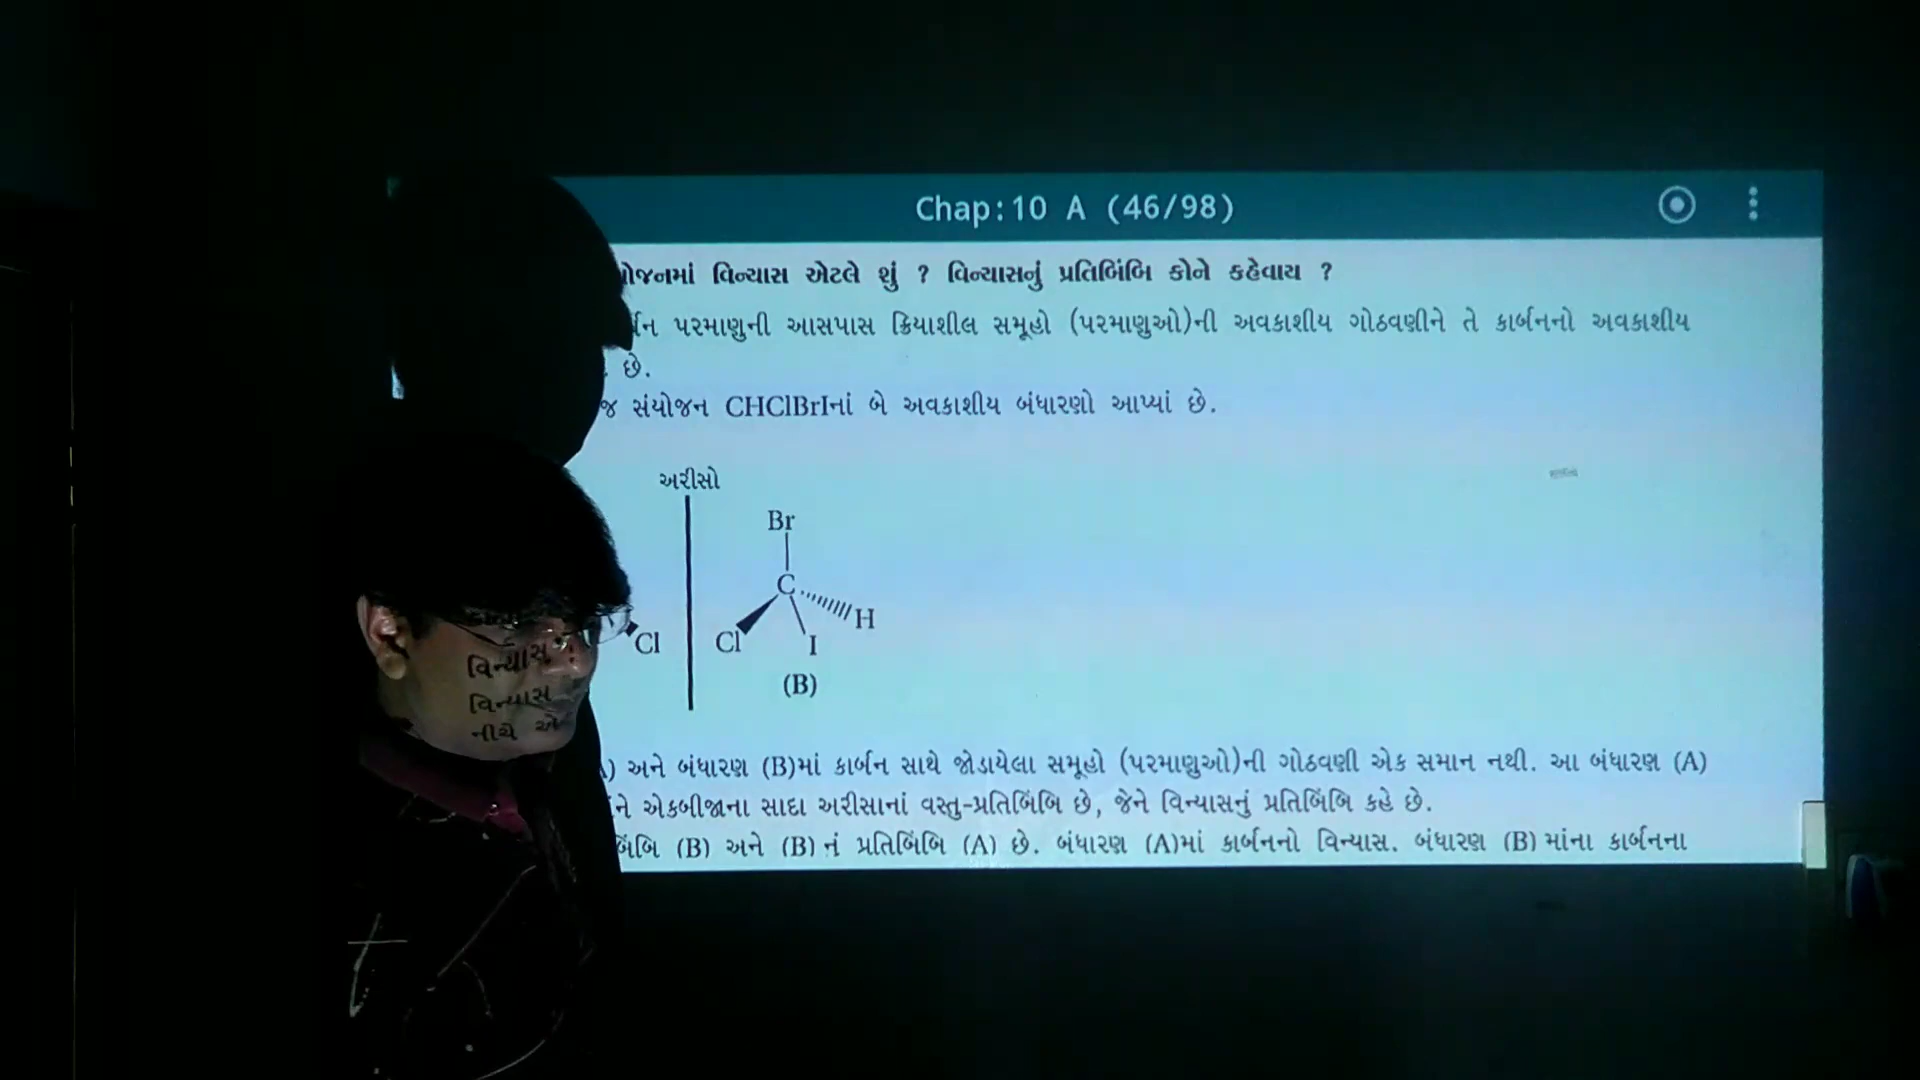 Chap:10 A (46/98)
વિન્યાસ એટલે શું ? વિન્યાસનું પ્રતિબિંબિ કોને કહેવાય ?
પરમાણુની આસપાસ ક્રિયાશીલ સમૂહો (પરમાણુઓ)ની અવકાશીય ગોઠવણીને તે કાર્બનનો અવકાશીય
છે.
જ સંયોજન CHClBrIનાં બે અવકાશીય બંધારણો આપ્યાં છે.
અરીસો
Br
C
H
Cl
Cl
I
(B)
વિન્યાસ
વિન્યાસ
નીચે એ
અને બંધારણ (B)માં કાર્બન સાથે જોડાયેલા સમૂહો (પરમાણુઓ)ની ગોઠવણી એક સમાન નથી. આ બંધારણ (A)
ને એકબીજાના સાદા અરીસાનાં વસ્તુ-પ્રતિબિંબિ છે, જેને વિન્યાસનું પ્રતિબિંબિ કહે છે.
(B) અને (B) નં પ્રતિબિંબિ (A) છે. બંધારણ (A)માં કાર્બનનો વિન્યાસ. બંધારણ (B) માંના કાર્બનના